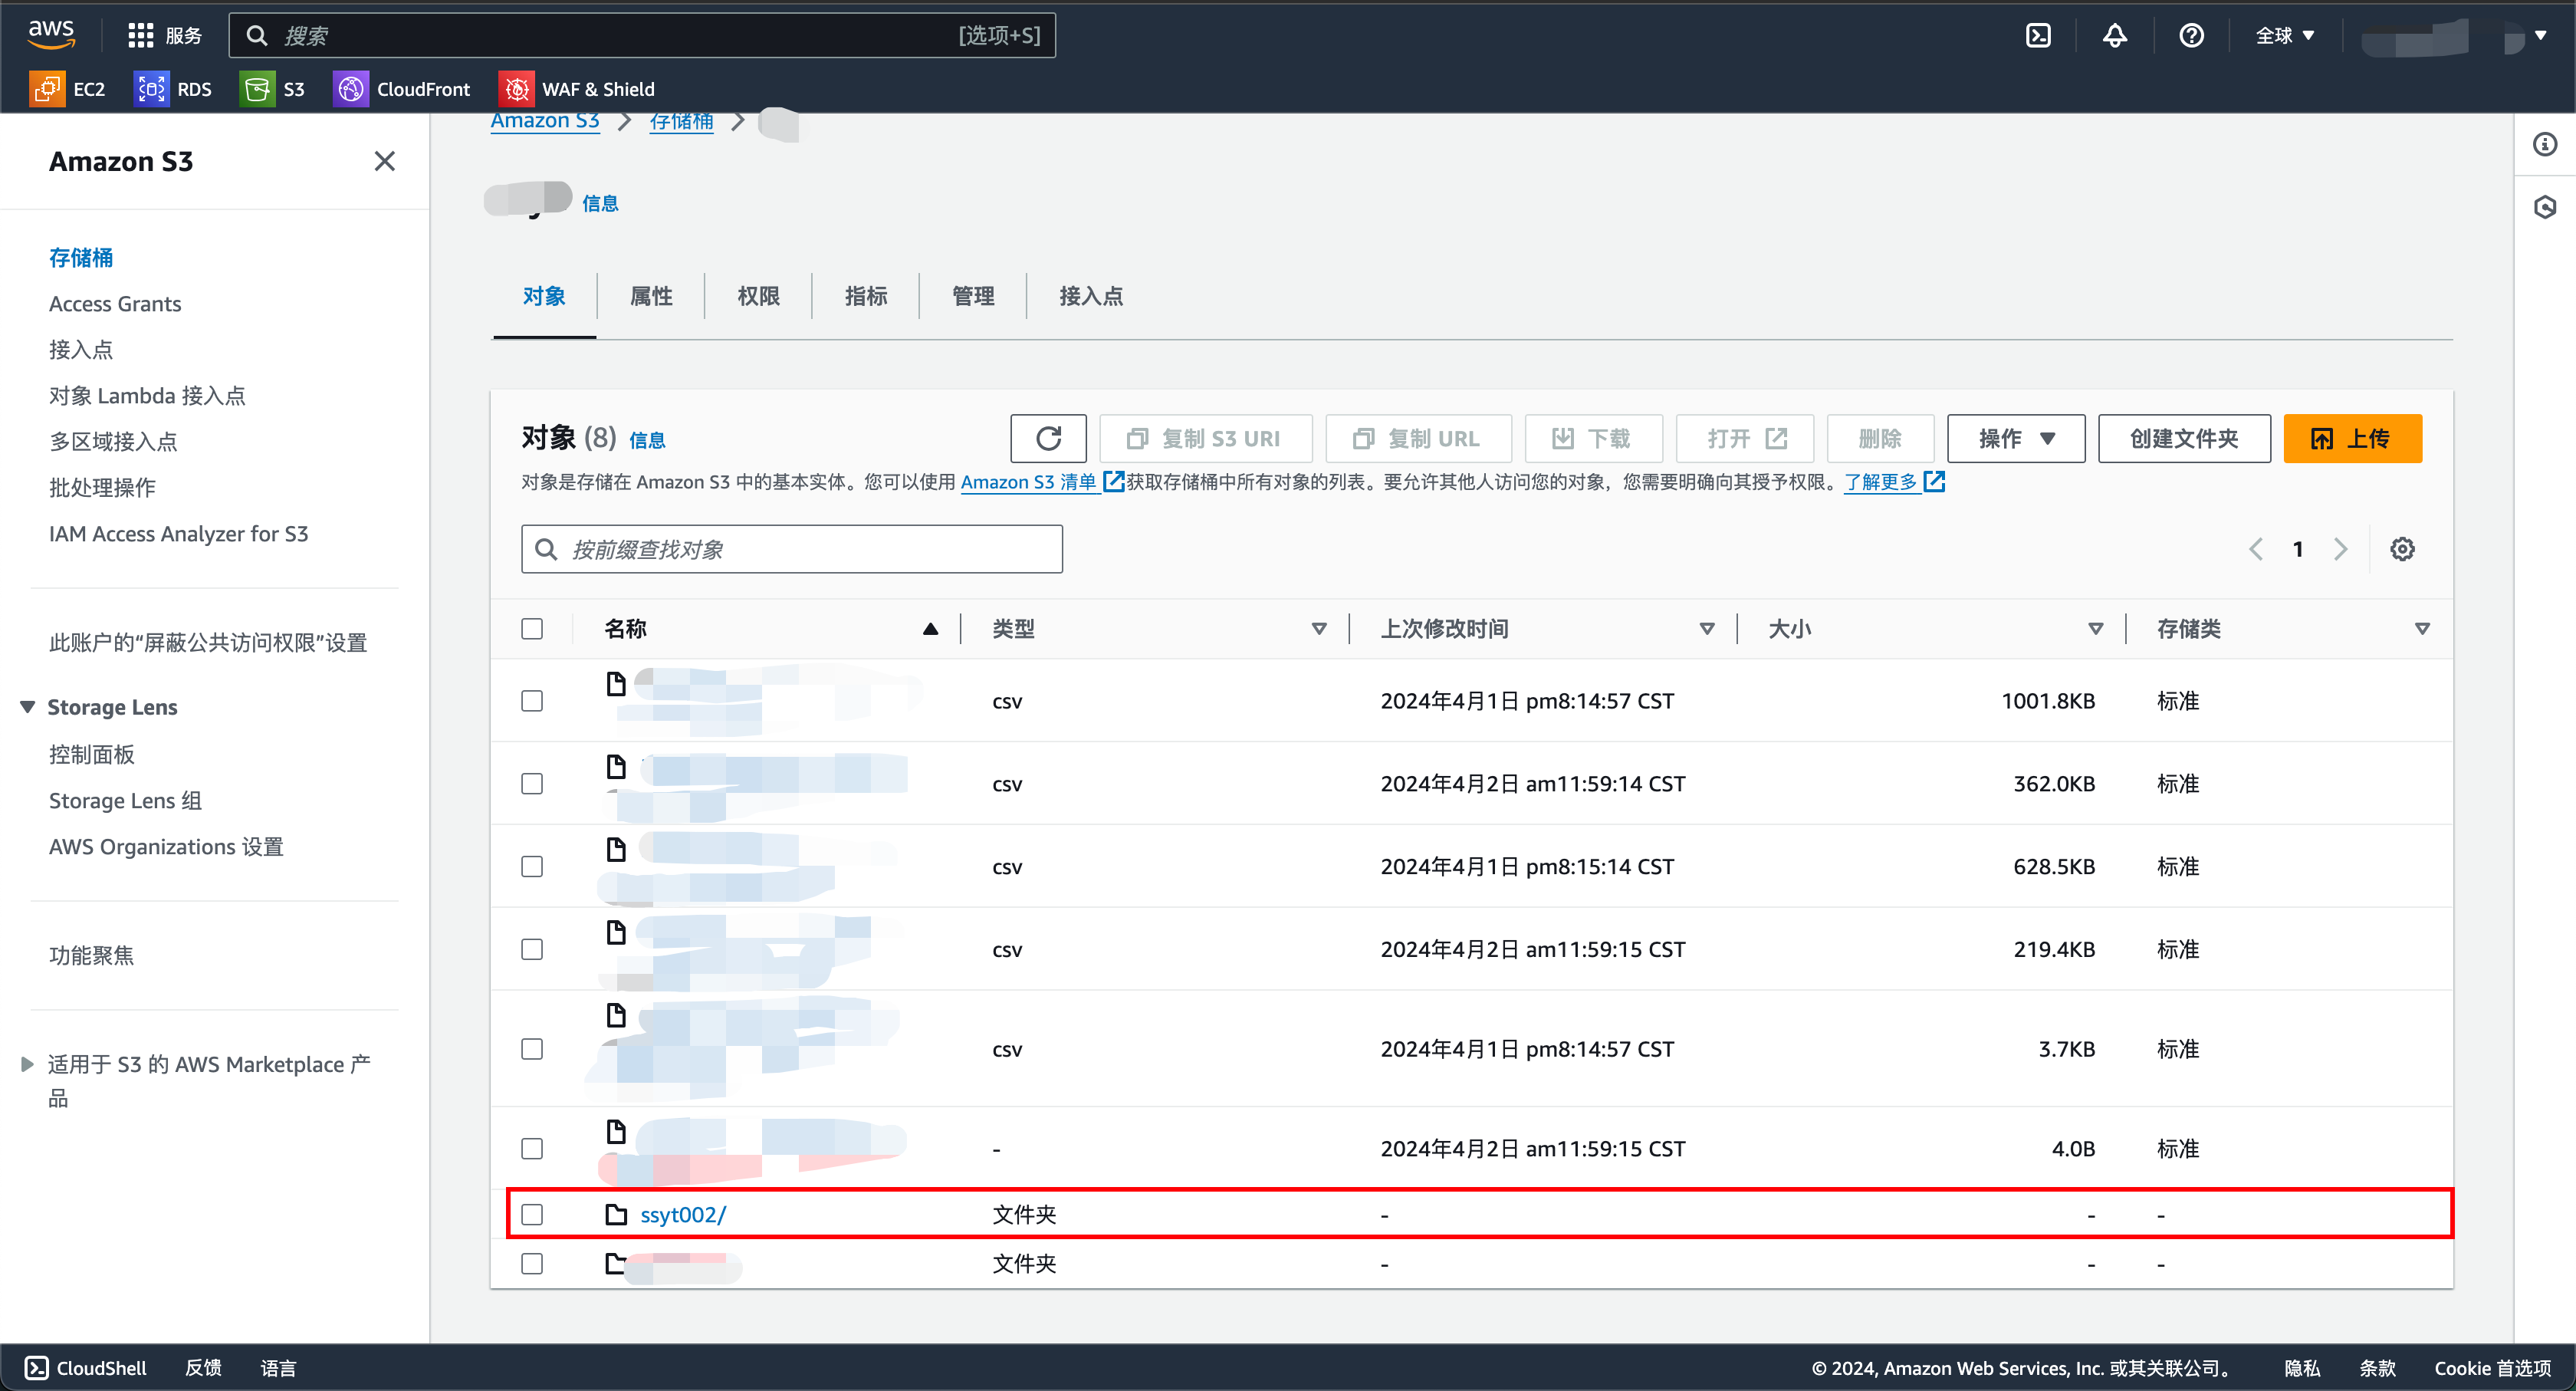 aws 服务 搜索 [选项+S] 全球
EC2 RDS S3 CloudFront WAF & Shield
Amazon S3 存储桶
Amazon S3
信息
存储桶
Access Grants
接入点
对象 Lambda 接入点
多区域接入点
批处理操作
IAM Access Analyzer for S3
此账户的“屏蔽公共访问权限”设置
Storage Lens
控制面板
Storage Lens 组
AWS Organizations 设置
功能聚焦
适用于 S3 的 AWS Marketplace 产
品
对象 属性 权限 指标 管理 接入点
对象 (8) 信息 复制 S3 URI 复制 URL 下载 打开 删除 操作 创建文件夹 上传
对象是存储在 Amazon S3 中的基本实体。您可以使用 Amazon S3 清单 获取存储桶中所有对象的列表。要允许其他人访问您的对象，您需要明确向其授予权限。了解更多
按前缀查找对象 1
名称 类型 上次修改时间 大小 存储类
csv 2024年4月1日 pm8:14:57 CST 1001.8KB 标准
csv 2024年4月2日 am11:59:14 CST 362.0KB 标准
csv 2024年4月1日 pm8:15:14 CST 628.5KB 标准
csv 2024年4月2日 am11:59:15 CST 219.4KB 标准
csv 2024年4月1日 pm8:14:57 CST 3.7KB 标准
- 2024年4月2日 am11:59:15 CST 4.0B 标准
ssyt002/ 文件夹 - - -
文件夹 - - -
CloudShell 反馈 语言 © 2024, Amazon Web Services, Inc. 或其关联公司。 隐私 条款 Cookie 首选项